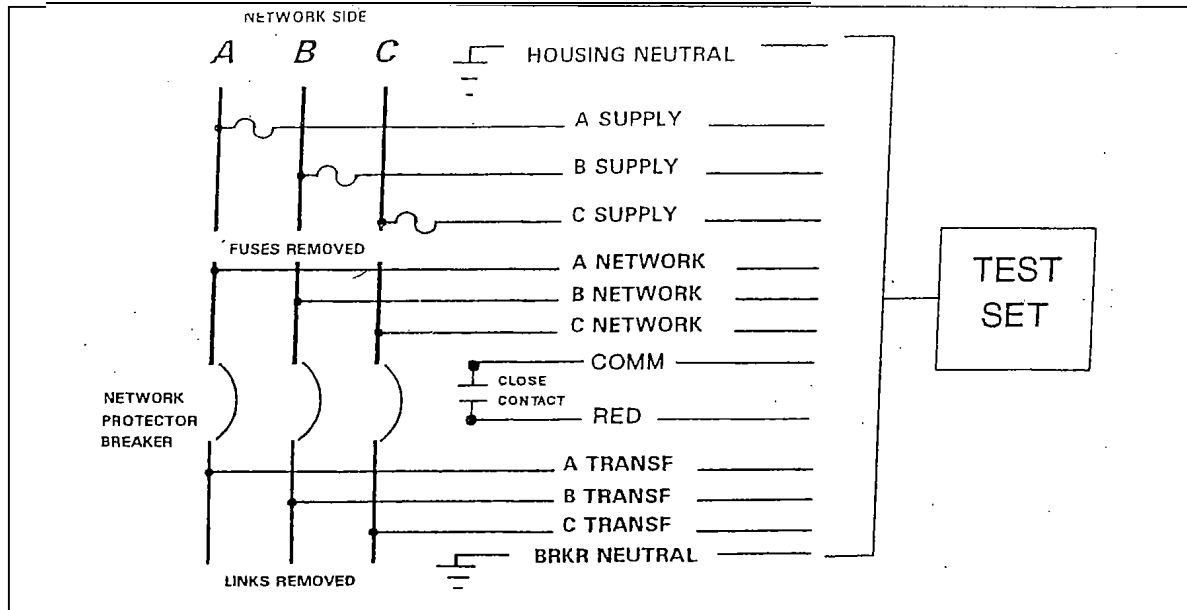 NETWORK SIDE
A B C
HOUSING NEUTRAL
A SUPPLY
B SUPPLY
C SUPPLY
FUSES REMOVED
A NETWORK
B NETWORK
C NETWORK
COMM
CLOSE
CONTACT
RED
NETWORK
PROTECTOR
BREAKER
A TRANSF
B TRANSF
C TRANSF
BRKR NEUTRAL
LINKS REMOVED
TEST
SET